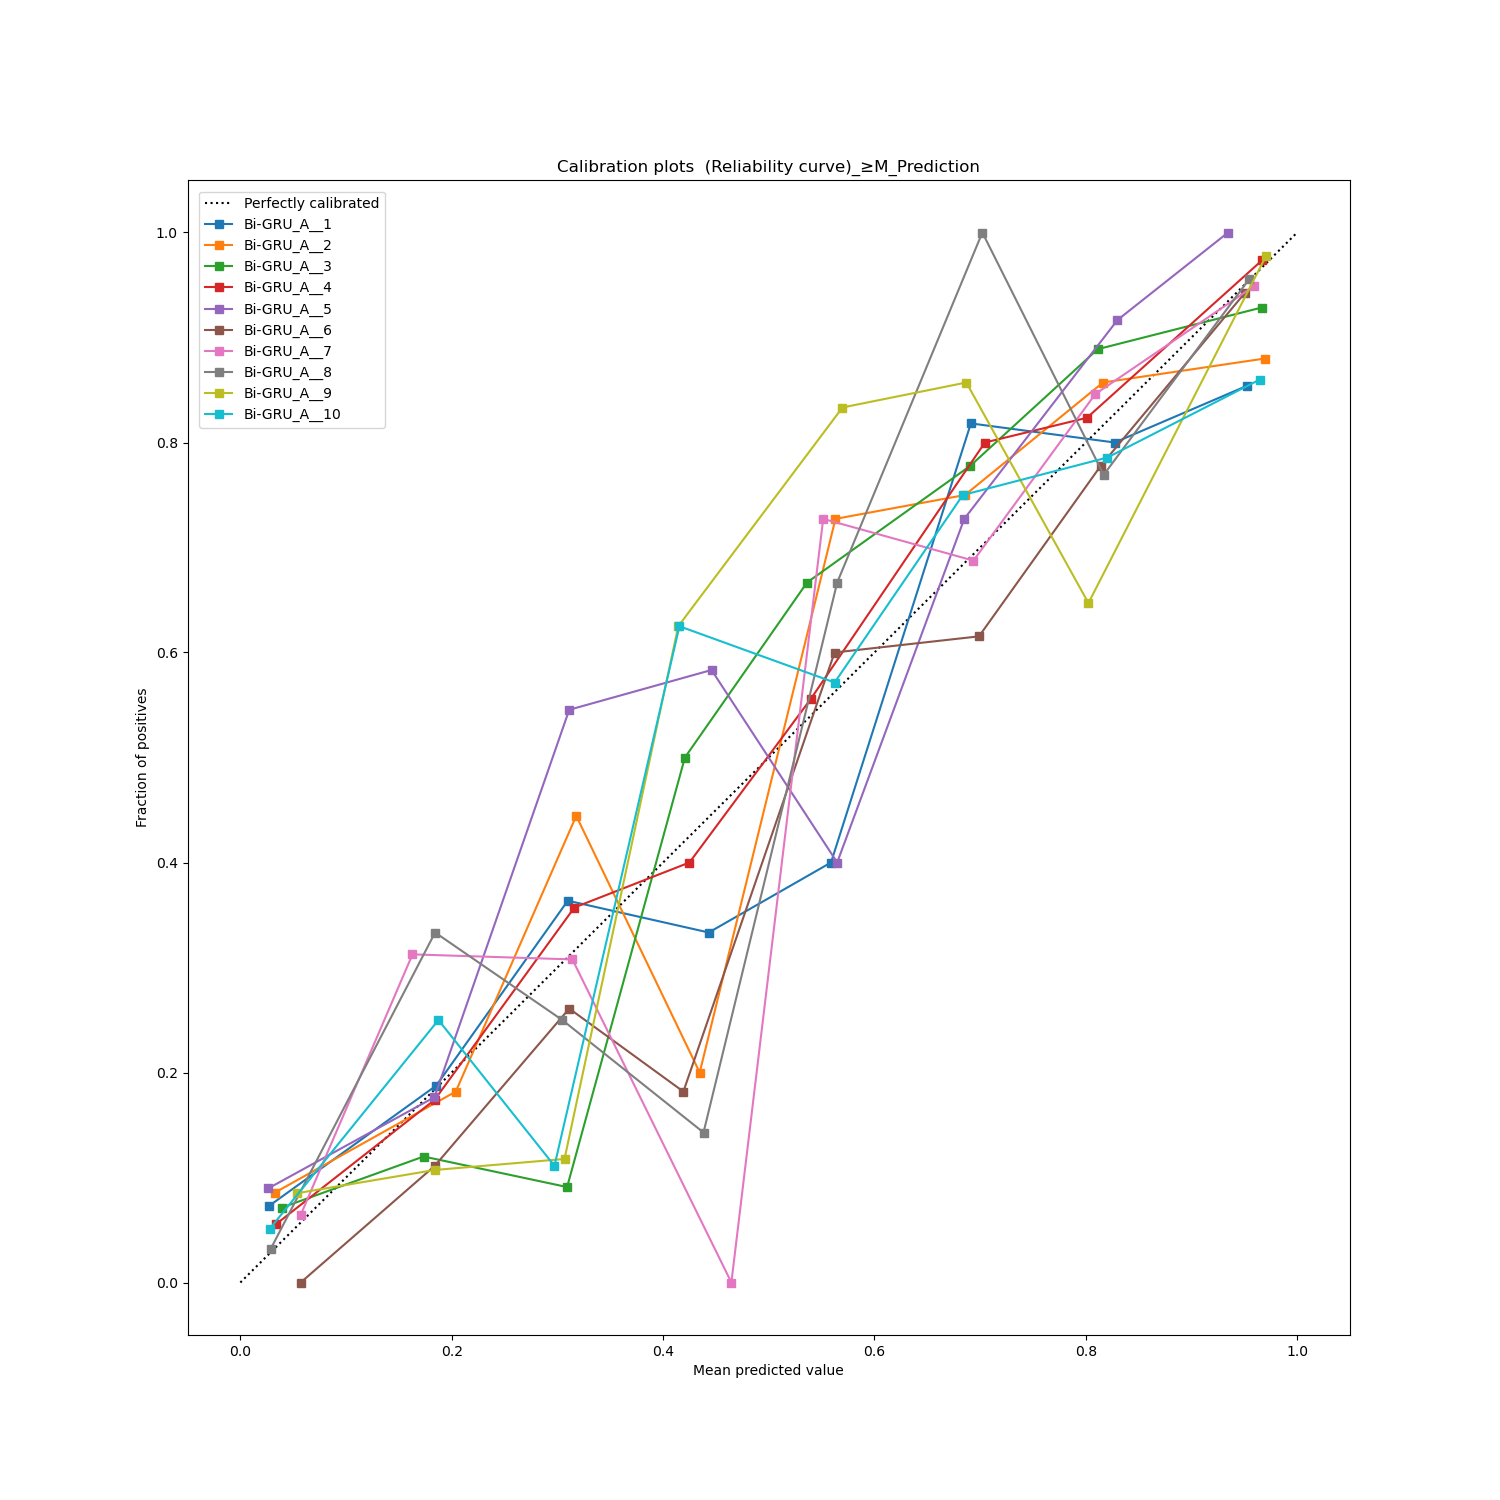 Calibration plots  (Reliability curve)_≥M_Prediction
Perfectly calibrated
Bi-GRU_A__1
Bi-GRU_A__2
Bi-GRU_A__3
Bi-GRU_A__4
Bi-GRU_A__5
Bi-GRU_A__6
Bi-GRU_A__7
Bi-GRU_A__8
Bi-GRU_A__9
Bi-GRU_A__10
Fraction of positives
1.0
0.8
0.6
0.4
0.2
0.0
0.0 0.2 0.4 0.6 0.8 1.0
Mean predicted value